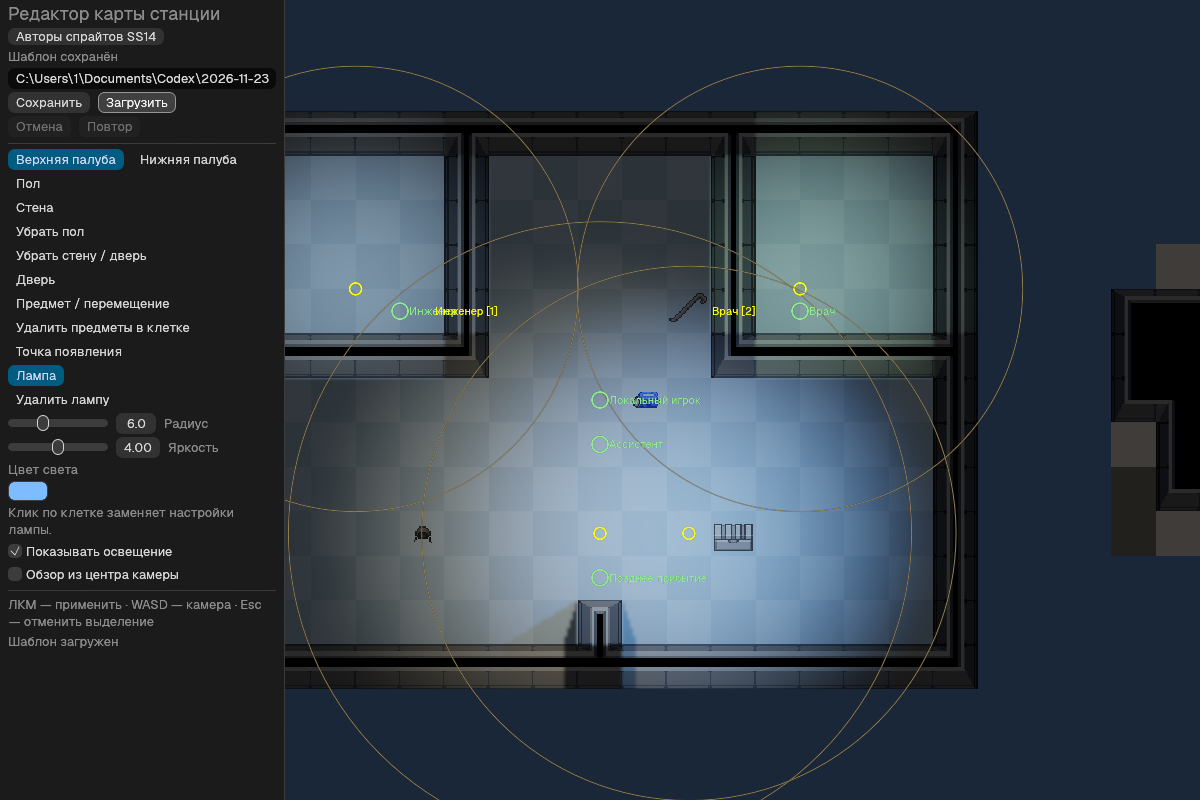 Редактор карты станции
Авторы спрайтов SS14
Шаблон сохранён
C:\Users\1\Documents\Codex\2026-11-23
Сохранить Загрузить
Отмена Повтор
Верхняя палуба Нижняя палуба
Пол
Стена
Убрать пол
Убрать стену / дверь
Дверь
Предмет / перемещение
Удалить предметы в клетке
Точка появления
Лампа
Удалить лампу
6.0 Радиус
4.00 Яркость
Цвет света
Клик по клетке заменяет настройки
лампы.
Показывать освещение
Обзор из центра камеры
ЛКМ — применить · WASD — камера · Esc
— отменить выделение
Шаблон загружен
Инженер [1]
Врач [2]
Врач
Локальный игрок
Ассистент
Позднее прибытие